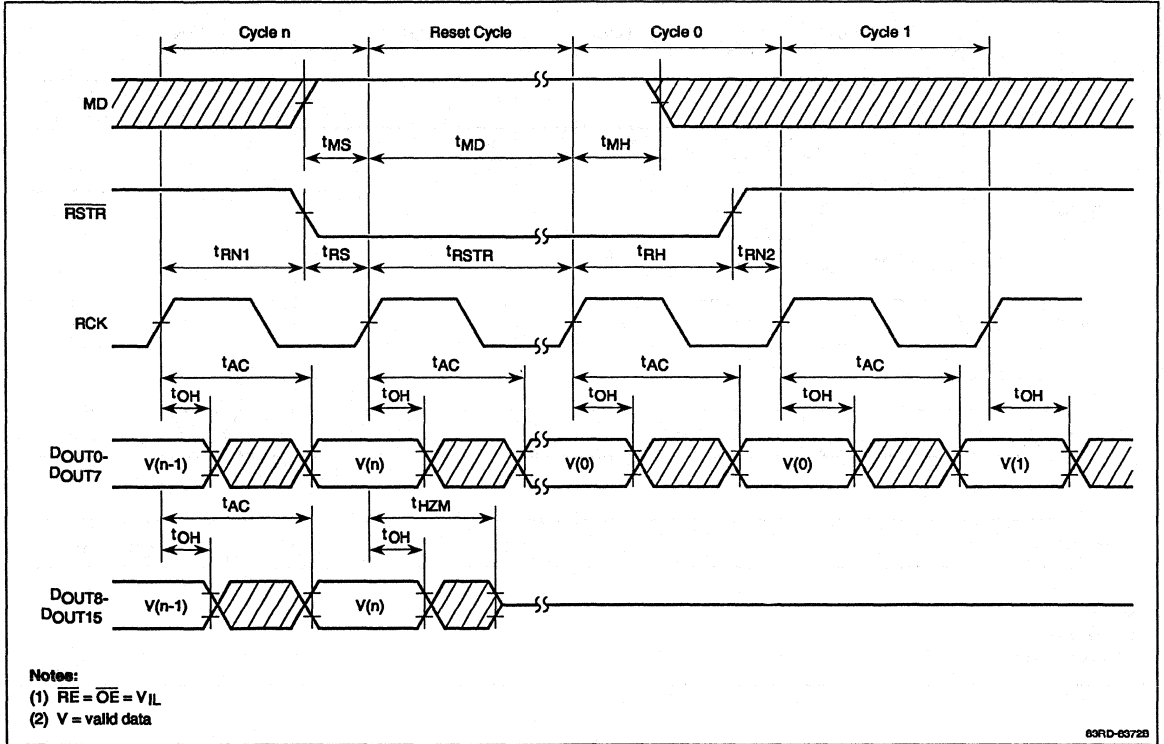 Cycle n Reset Cycle Cycle 0 Cycle 1
MD
tMS tMD tMH
RSTR
tRN1 tRS tRSTR tRH tRN2
RCK
tAC tAC tAC tAC
tOH tOH tOH tOH tOH
DOUT0-
DOUT7
V(n-1) V(n) V(0) V(0) V(1)
tAC tHZM
tOH tOH
DOUT8-
DOUT15
V(n-1) V(n)
Notes:
(1) RE = OE = VIL
(2) V = valid data
83RD-6372B